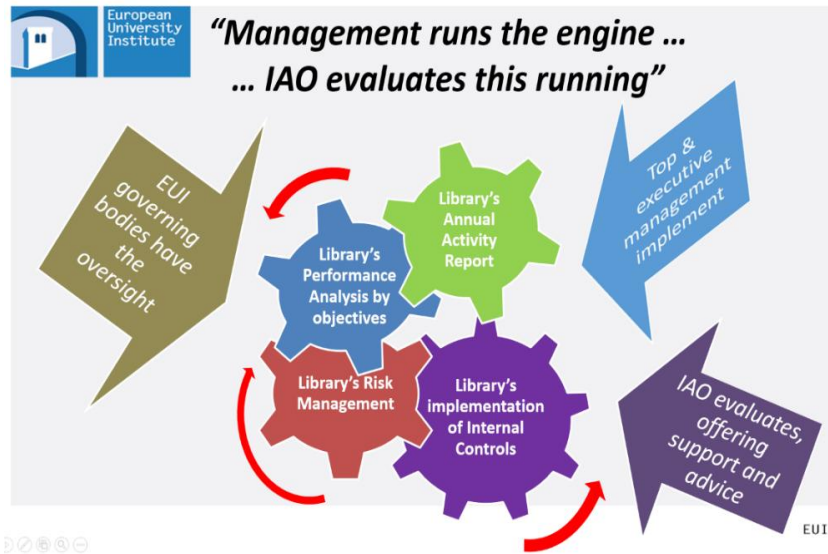 European
University
Institute
“Management runs the engine …
… IAO evaluates this running”
EUI
governing
bodies have
the
oversight
Top &
executive
management
implement
Library’s
Annual
Activity
Report
Library’s
Performance
Analysis by
objectives
Library’s Risk
Management
Library’s
implementation
of Internal
Controls
IAO evaluates,
offering
support and
advice
EUI